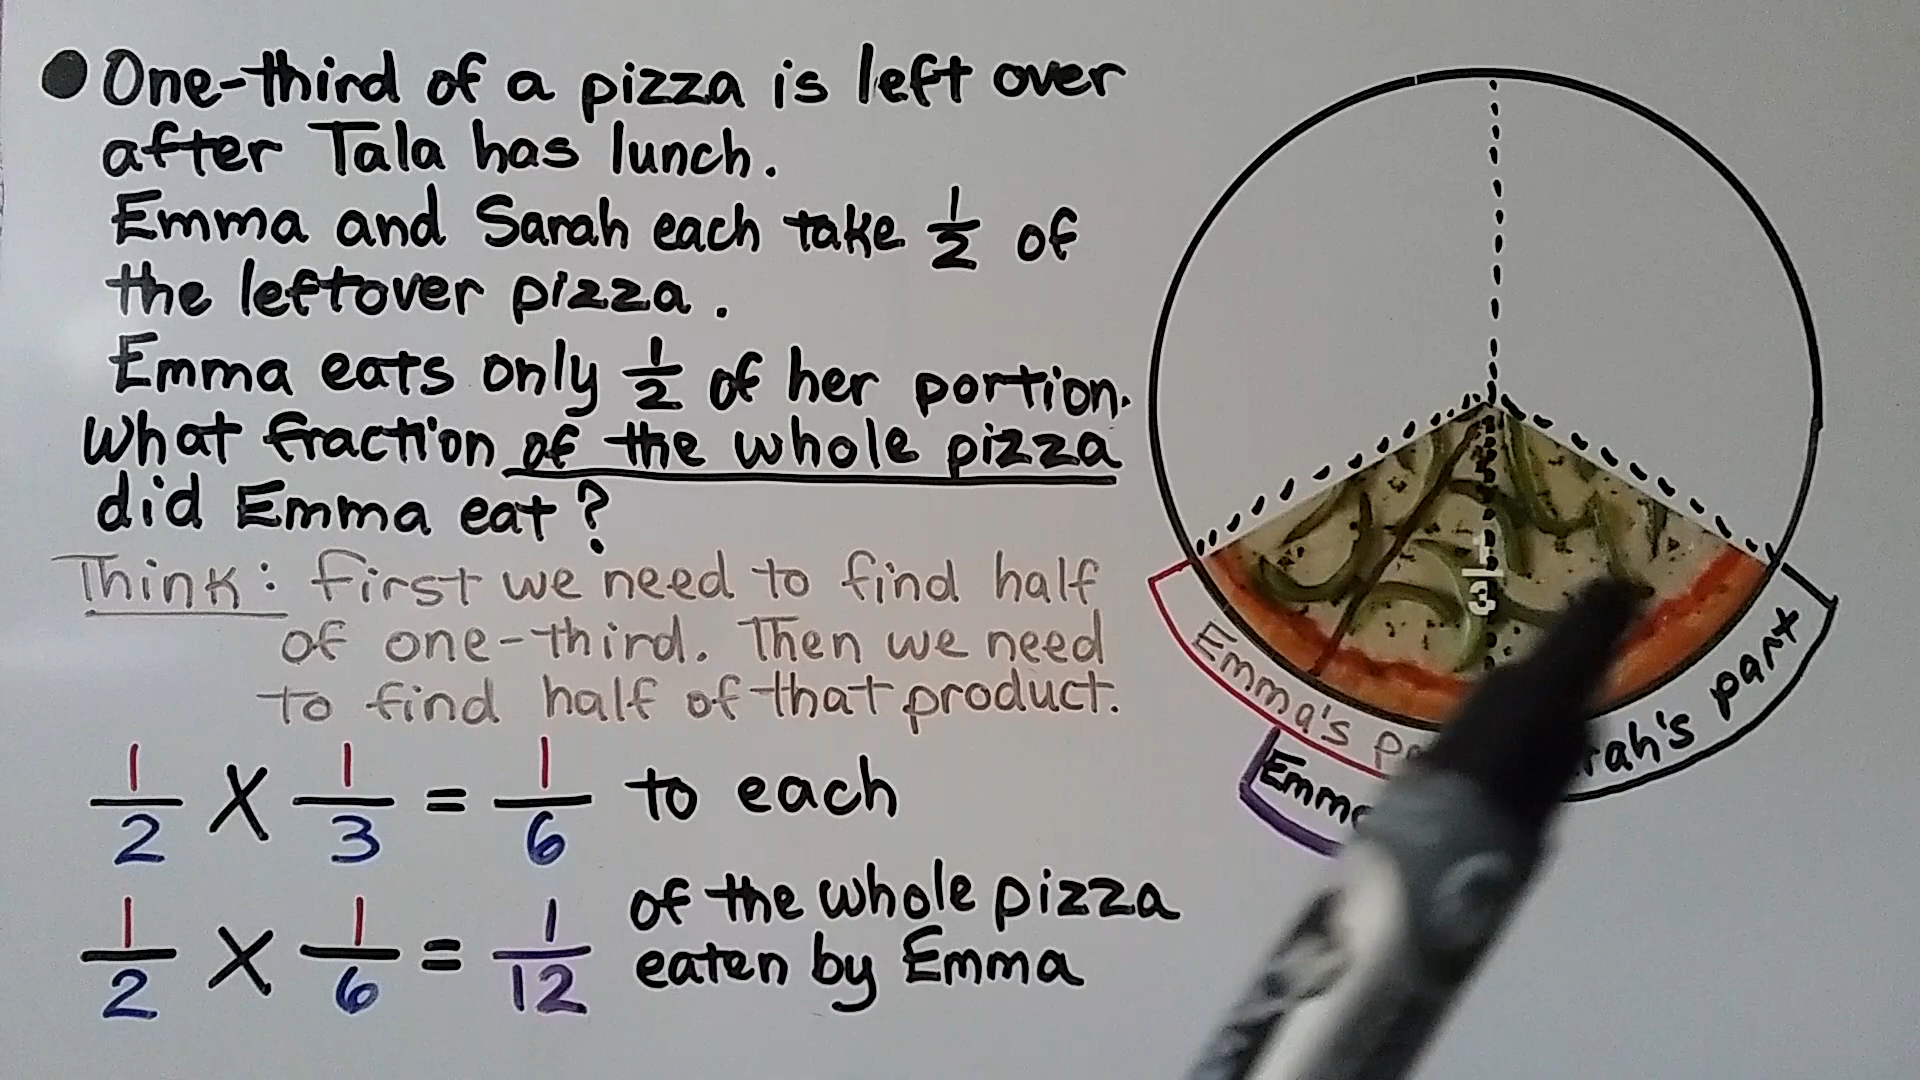 One-third of a pizza is left over
after Tala has lunch.
Emma and Sarah each take 1/2 of
the leftover pizza.
Emma eats only 1/2 of her portion.
What fraction of the whole pizza
did Emma eat?
Think: First we need to find half
of one-third. Then we need
to find half of that product.
1/2 X 1/3 = 1/6 to each
1/2 X 1/6 = 1/12 of the whole pizza
eaten by Emma
1/3
Emma's
part